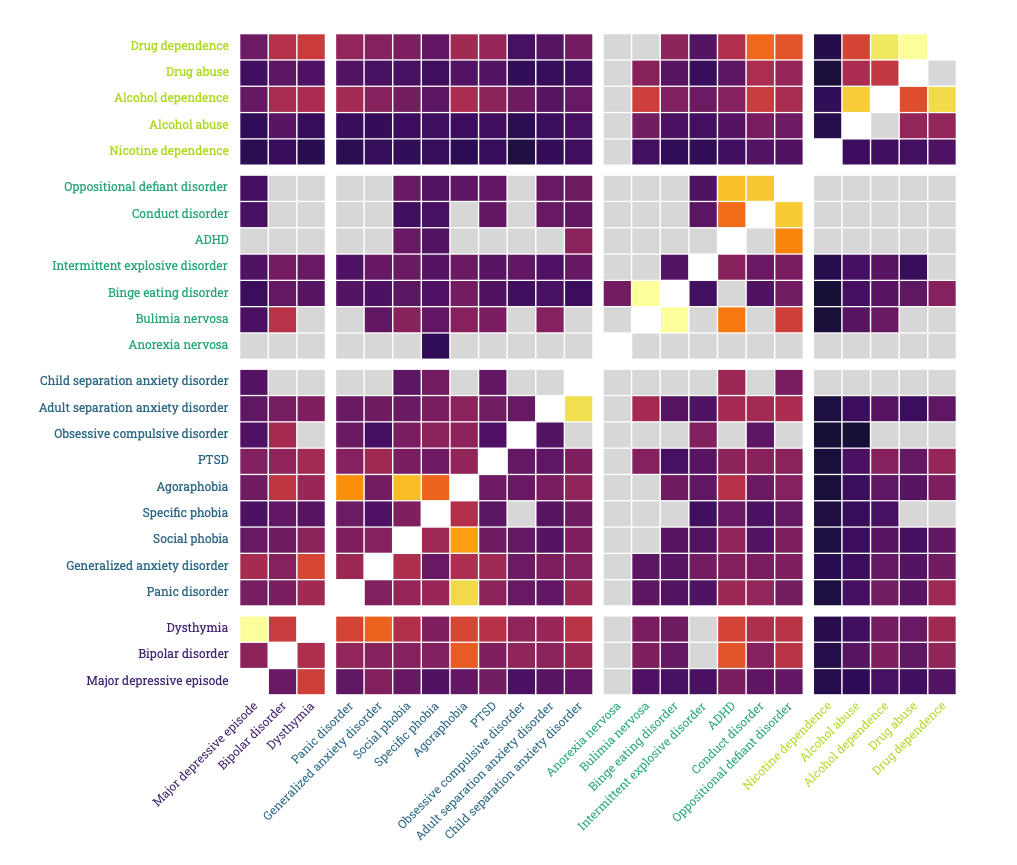 Drug dependence
Drug abuse
Alcohol dependence
Alcohol abuse
Nicotine dependence
Oppositional defiant disorder
Conduct disorder
ADHD
Intermittent explosive disorder
Binge eating disorder
Bulimia nervosa
Anorexia nervosa
Child separation anxiety disorder
Adult separation anxiety disorder
Obsessive compulsive disorder
PTSD
Agoraphobia
Specific phobia
Social phobia
Generalized anxiety disorder
Panic disorder
Dysthymia
Bipolar disorder
Major depressive episode
Major depressive episode
Bipolar disorder
Dysthymia
Panic disorder
Generalized anxiety disorder
Social phobia
Specific phobia
Agoraphobia
PTSD
Obsessive compulsive disorder
Adult separation anxiety disorder
Child separation anxiety disorder
Anorexia nervosa
Bulimia nervosa
Binge eating disorder
Intermittent explosive disorder
ADHD
Conduct disorder
Oppositional defiant disorder
Nicotine dependence
Alcohol abuse
Alcohol dependence
Drug abuse
Drug dependence